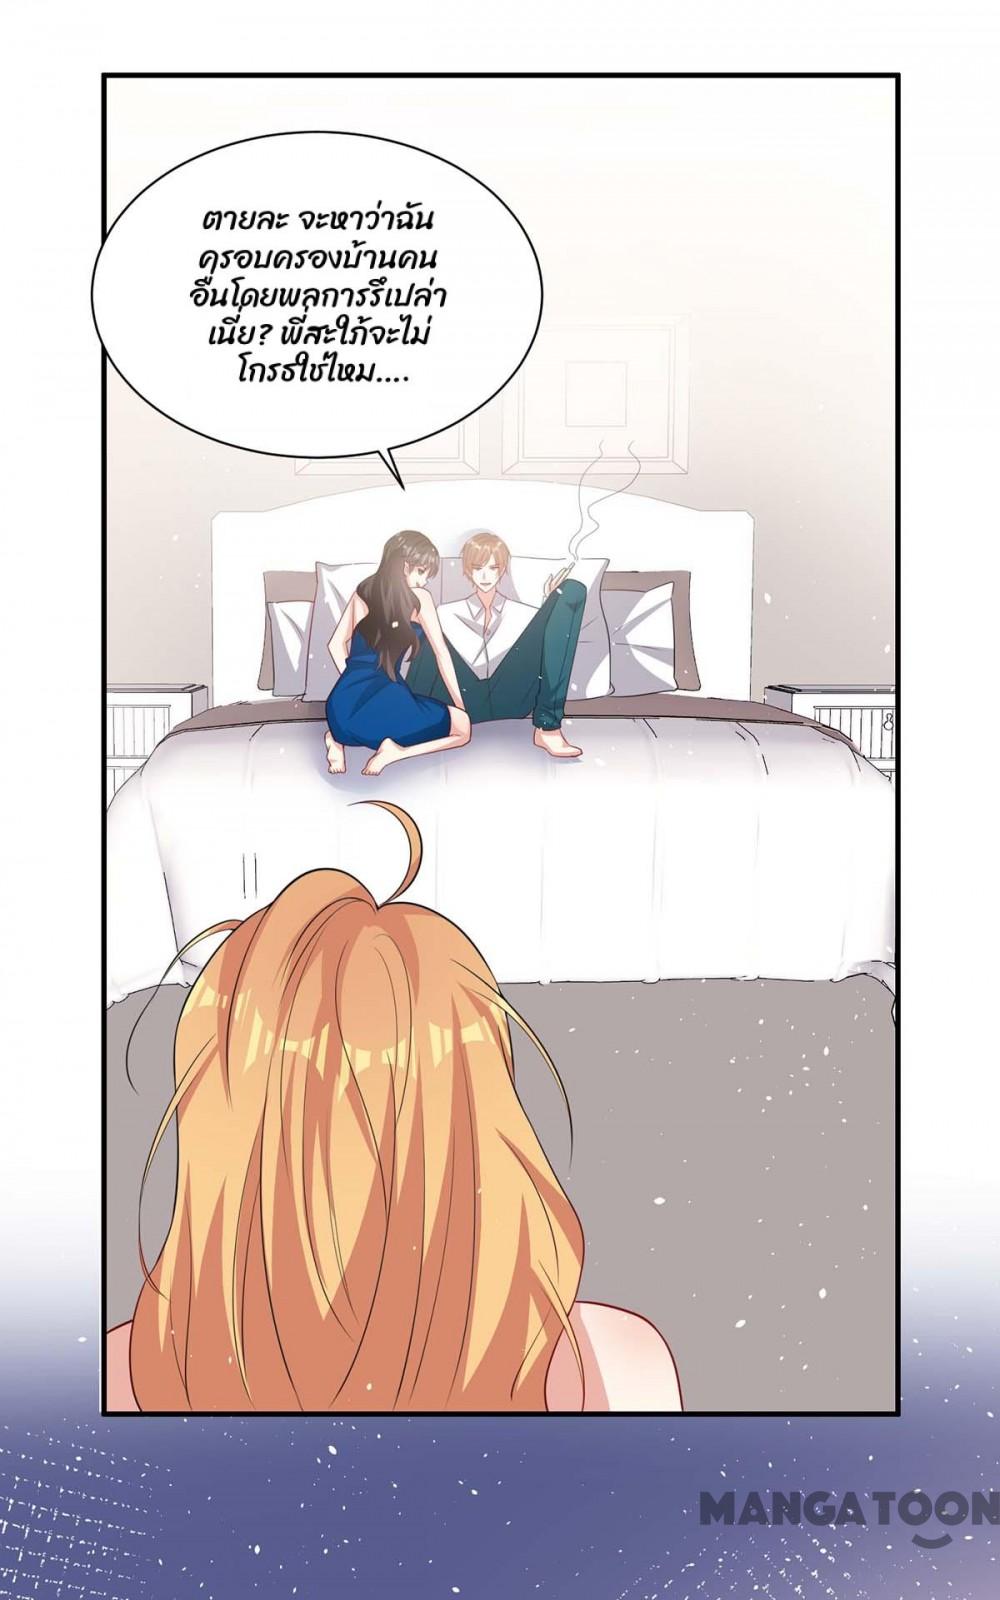 ตายละ จะหาว่าฉัน
ครอบครองบ้านคน
อื่นโดยพลการรึเปล่า
เนี่ย? พี่สะใภ้จะไม่
โกรธใช่ไหม....
MANGATOON